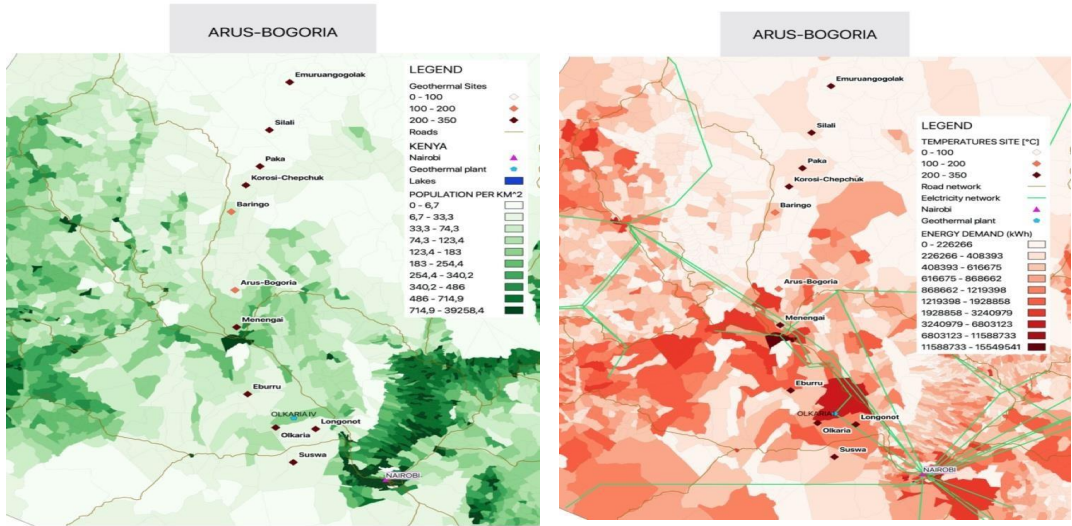 ARUS-BOGORIA
Emuruangogolak
Silali
Paka
Korosi-Chepchuk
Baringo
Arus-Bogoria
Menengai
Eburru
OLKARIA IV
Longonot
Olkaria
Suswa
NAIROBI
LEGEND
Geothermal Sites
0 - 100
100 - 200
200 - 350
Roads
KENYA
Nairobi
Geothermal plant
Lakes
POPULATION PER KM^2
0 - 6,7
6,7 - 33,3
33,3 - 74,3
74,3 - 123,4
123,4 - 183
183 - 254,4
254,4 - 340,2
340,2 - 486
486 - 714,9
714,9 - 39258,4
ARUS-BOGORIA
Emuruangogolak
Silali
Paka
Korosi-Chepchuk
Baringo
Arus-Bogoria
Menengai
Eburru
Longonot
Olkaria
Suswa
NAIROBI
LEGEND
TEMPERATURES SITE [°C]
0 - 100
100 - 200
200 - 350
Road network
Eelctricity network
Nairobi
Geothermal plant
ENERGY DEMAND (kWh)
0 - 226266
226266 - 408393
408393 - 616675
616675 - 868662
868662 - 1219398
1219398 - 1928858
1928858 - 3240979
3240979 - 6803123
6803123 - 11588733
11588733 - 15549541